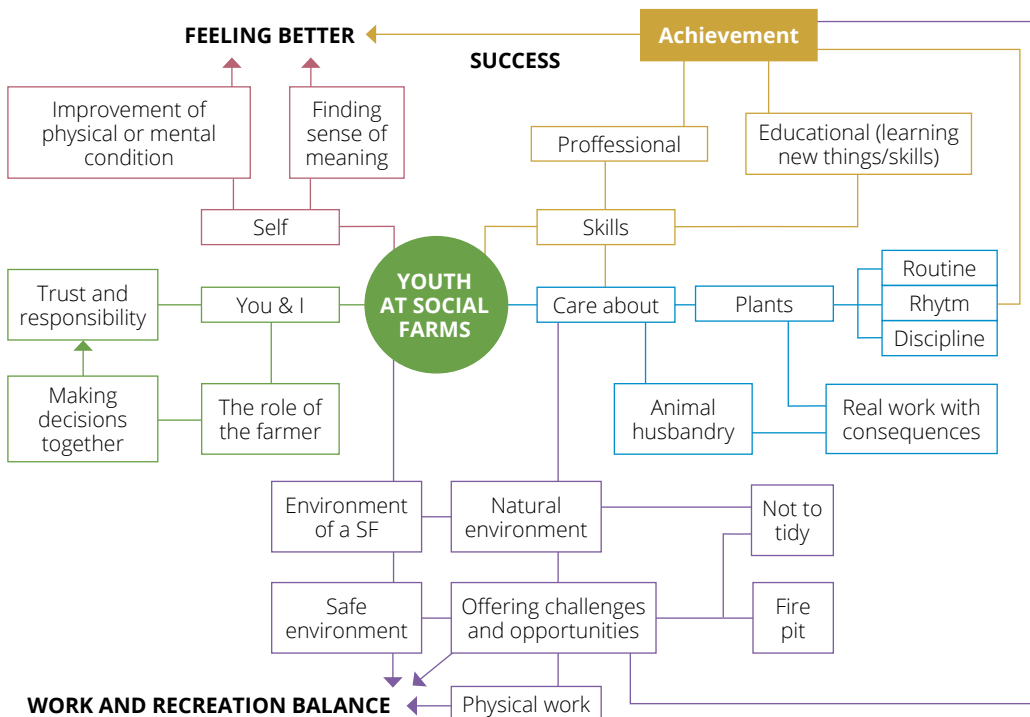 FEELING BETTER
SUCCESS
Achievement
Improvement of
physical or mental
condition
Finding
sense of
meaning
Proffessional
Educational (learning
new things/skills)
Self
Skills
YOUTH
AT SOCIAL
FARMS
Trust and
responsibility
You & I
Care about
Plants
Routine
Rhytm
Discipline
Making
decisions
together
The role of
the farmer
Animal
husbandry
Real work with
consequences
Environment
of a SF
Natural
environment
Not to
tidy
Safe
environment
Offering challenges
and opportunities
Fire
pit
WORK AND RECREATION BALANCE
Physical work